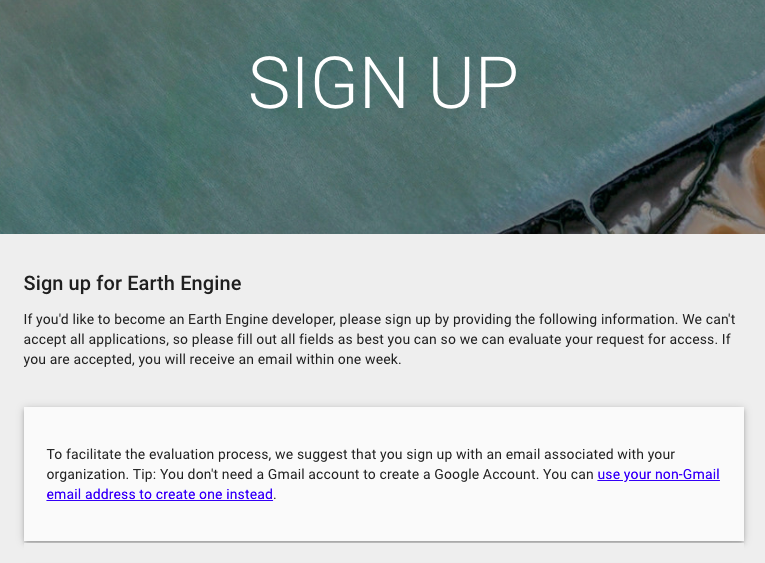 SIGN UP
Sign up for Earth Engine
If you'd like to become an Earth Engine developer, please sign up by providing the following information. We can't
accept all applications, so please fill out all fields as best you can so we can evaluate your request for access. If
you are accepted, you will receive an email within one week.
To facilitate the evaluation process, we suggest that you sign up with an email associated with your
organization. Tip: You don't need a Gmail account to create a Google Account. You can use your non-Gmail
email address to create one instead.